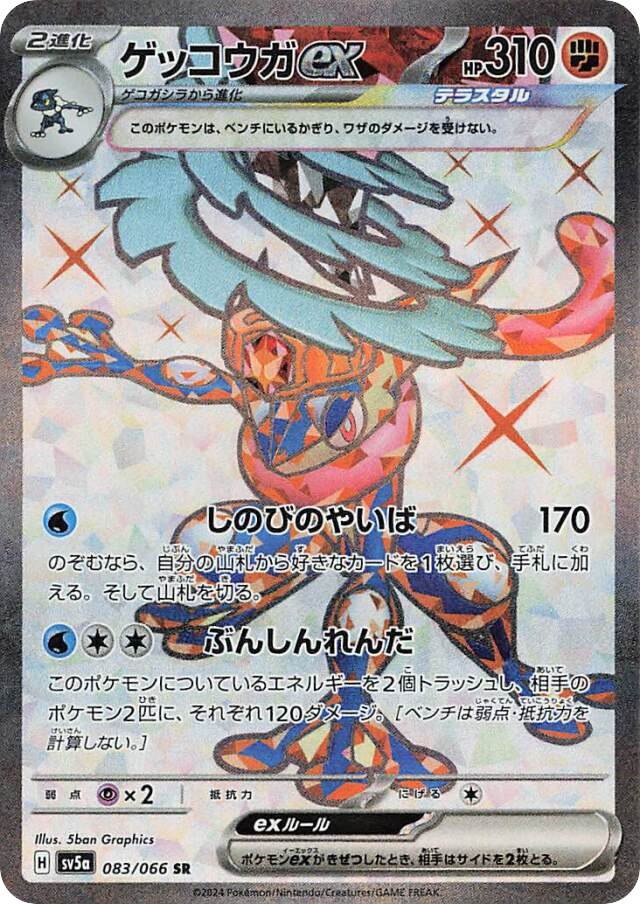 2進化
ゲッコウガex
HP310
ゲコガシラから進化
テラスタル
このポケモンは、ベンチにいるかぎり、ワザのダメージを受けない。
しのびのやいば 170
のぞむなら、自分の山札から好きなカードを1枚選び、手札に加
える。そして山札を切る。
ぶんしんれんだ
このポケモンについているエネルギーを2個トラッシュし、相手の
ポケモン2匹に、それぞれ120ダメージ。[ベンチは弱点・抵抗力を
計算しない。]
弱点 ×2 抵抗力 にげる
exルール
ポケモンexがきぜつしたとき、相手はサイドを2枚とる。
Illus. 5ban Graphics
H sv5a 083/066 SR
©2024 Pokémon/Nintendo/Creatures/GAME FREAK.